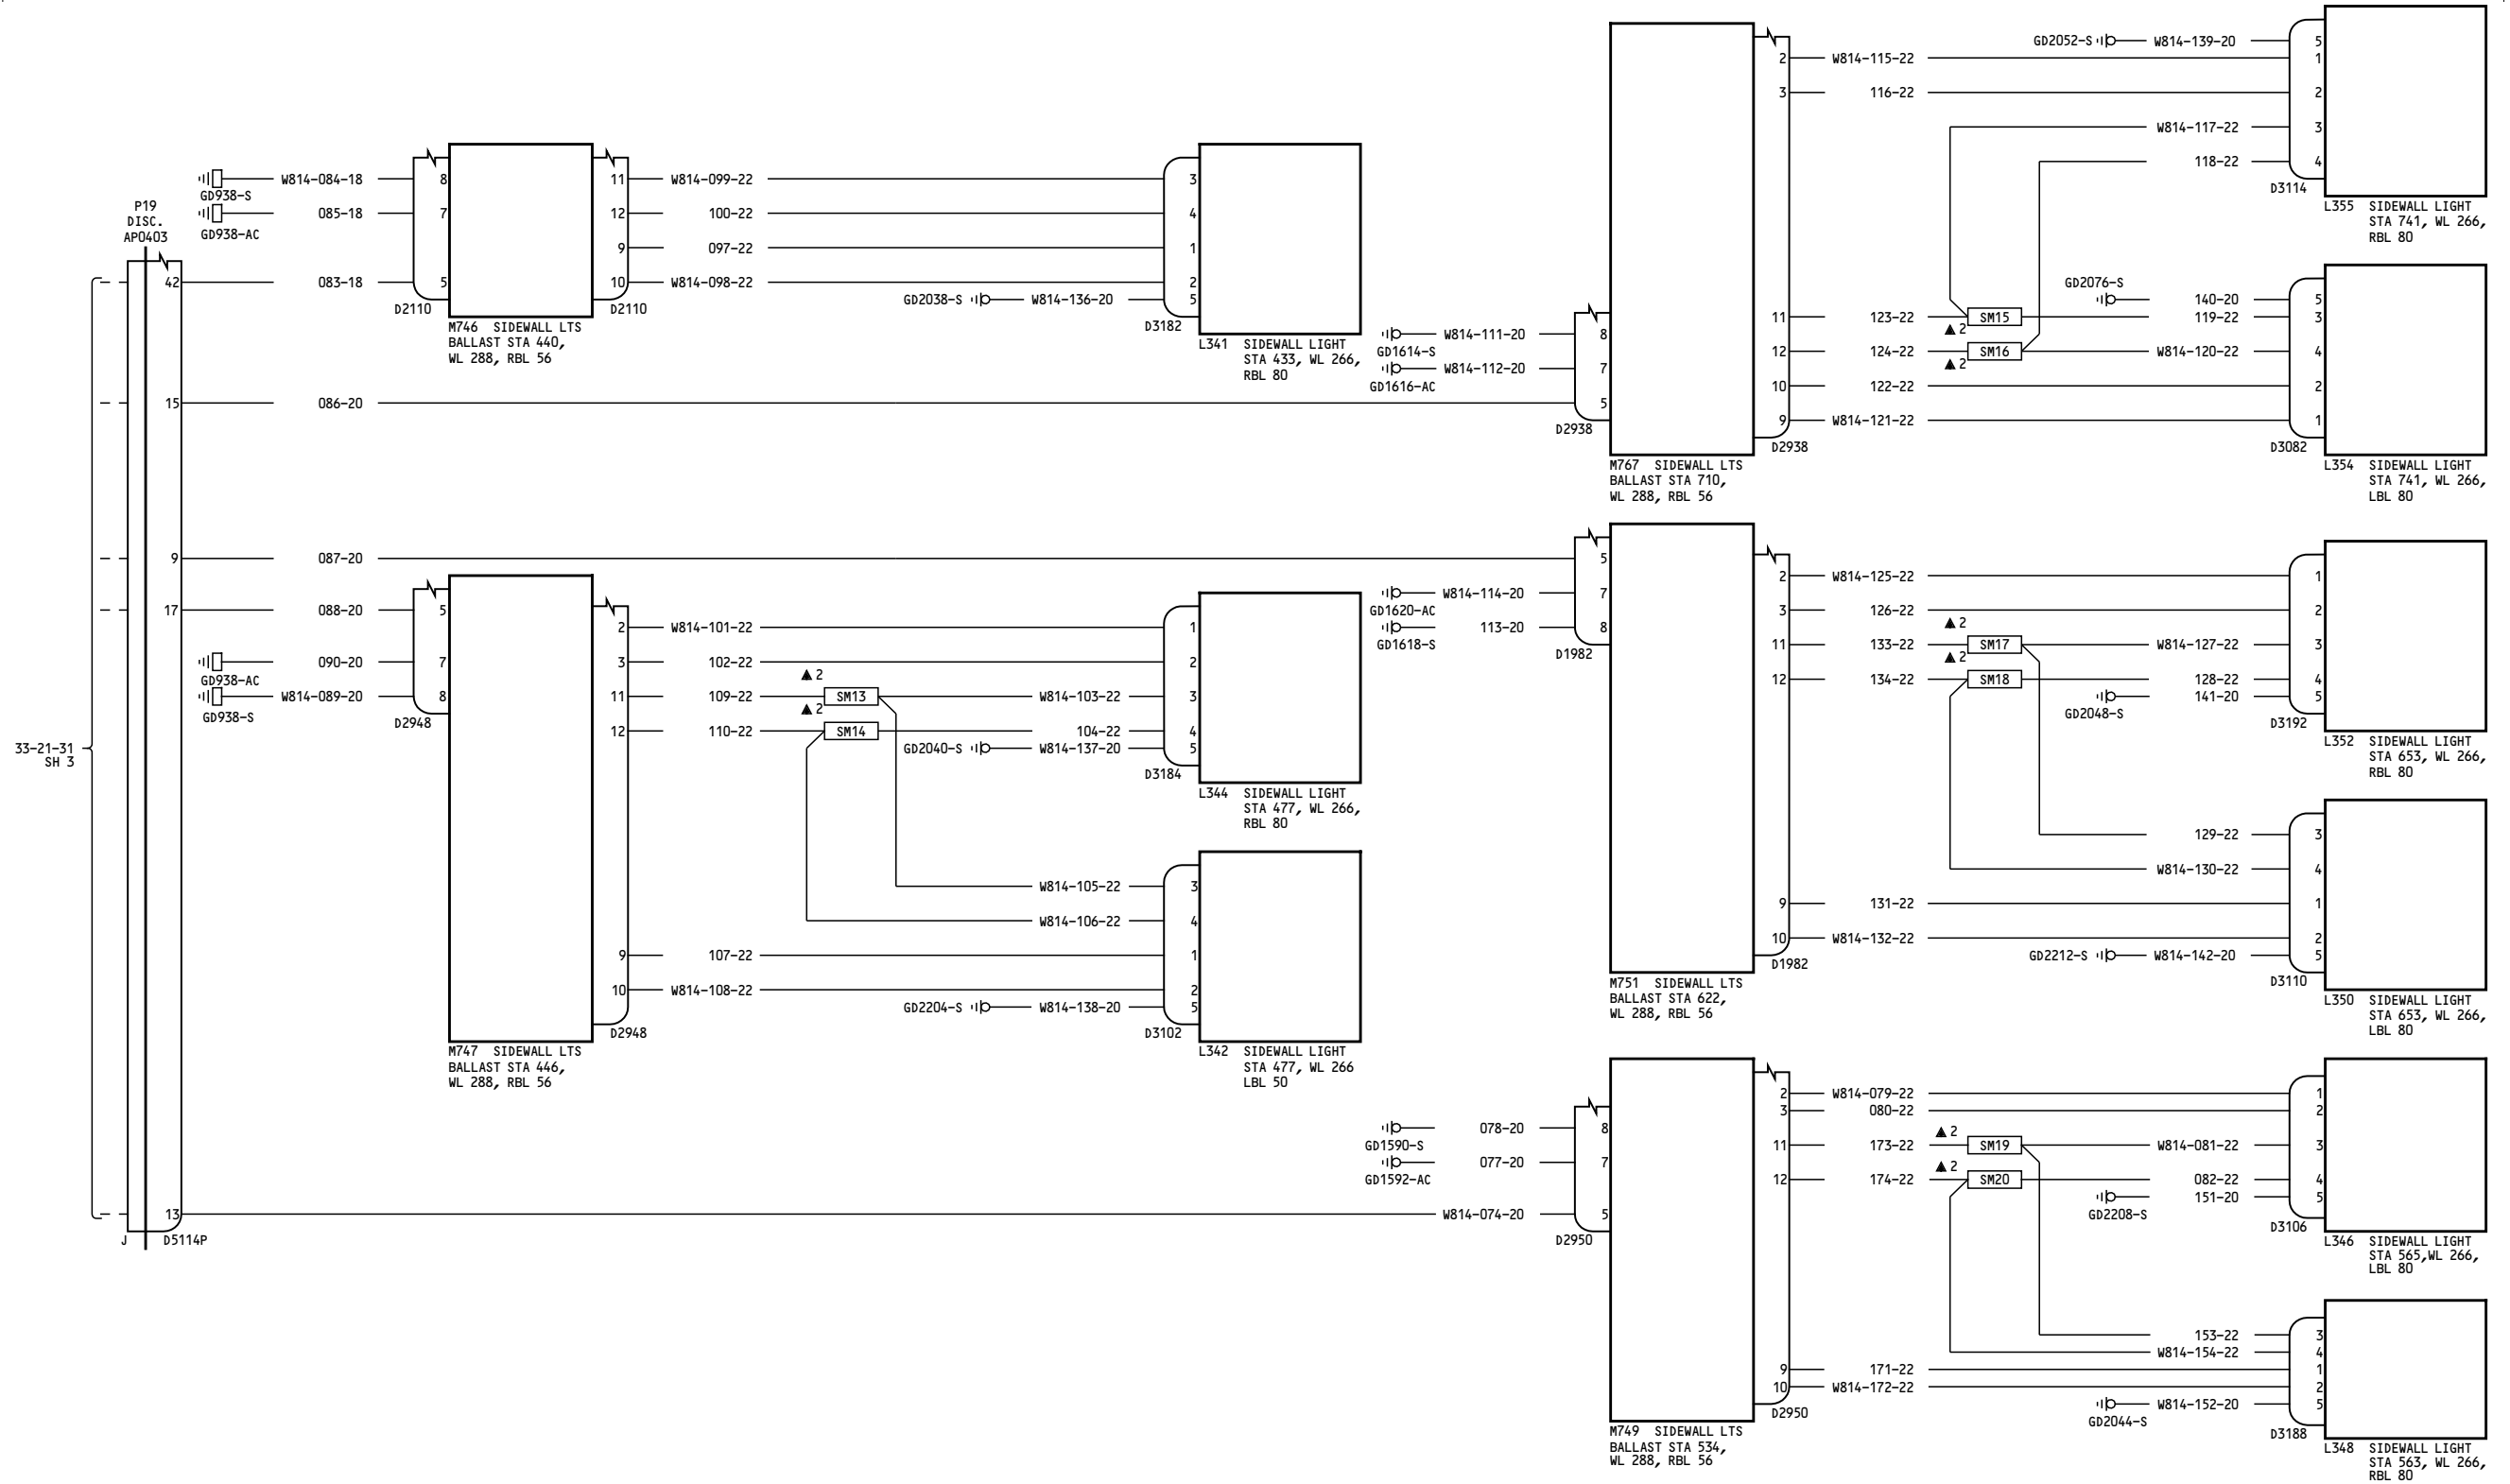 33-21-31
SH 3
P19
DISC.
AP0403
42
15
9
17
13
J
D5114P
GD938-S
W814-084-18
8
GD938-AC
085-18
7
083-18
5
D2110
M746 SIDEWALL LTS
BALLAST STA 440,
WL 288, RBL 56
11
W814-099-22
3
12
100-22
4
9
097-22
1
10
W814-098-22
2
GD2038-S
W814-136-20
5
D2110
D3182
L341 SIDEWALL LIGHT
STA 433, WL 266,
RBL 80
086-20
087-20
088-20
5
GD938-AC
090-20
7
GD938-S
W814-089-20
8
D2948
M747 SIDEWALL LTS
BALLAST STA 446,
WL 288, RBL 56
2
W814-101-22
1
3
102-22
2
▲ 2
11
109-22
SM13
W814-103-22
3
▲ 2
12
110-22
SM14
104-22
4
GD2040-S
W814-137-20
5
D3184
L344 SIDEWALL LIGHT
STA 477, WL 266,
RBL 80
W814-105-22
3
W814-106-22
4
9
107-22
1
10
W814-108-22
2
GD2204-S
W814-138-20
5
D2948
D3102
L342 SIDEWALL LIGHT
STA 477, WL 266
LBL 50
GD1614-S
W814-111-20
8
GD1616-AC
W814-112-20
7
5
D2938
M767 SIDEWALL LTS
BALLAST STA 710,
WL 288, RBL 56
GD2052-S
W814-139-20
5
2
W814-115-22
1
3
116-22
2
W814-117-22
3
118-22
4
D3114
L355 SIDEWALL LIGHT
STA 741, WL 266,
RBL 80
GD2076-S
140-20
5
11
123-22
SM15
119-22
3
▲ 2
12
124-22
SM16
W814-120-22
4
▲ 2
10
122-22
2
9
W814-121-22
1
D2938
D3082
L354 SIDEWALL LIGHT
STA 741, WL 266,
LBL 80
5
GD1620-AC
W814-114-20
7
GD1618-S
113-20
8
D1982
M751 SIDEWALL LTS
BALLAST STA 622,
WL 288, RBL 56
2
W814-125-22
1
3
126-22
2
▲ 2
11
133-22
SM17
W814-127-22
3
▲ 2
12
134-22
SM18
128-22
4
GD2048-S
141-20
5
D3192
L352 SIDEWALL LIGHT
STA 653, WL 266,
RBL 80
129-22
3
W814-130-22
4
9
131-22
1
10
W814-132-22
2
GD2212-S
W814-142-20
5
D1982
D3110
L350 SIDEWALL LIGHT
STA 653, WL 266,
LBL 80
GD1590-S
078-20
8
GD1592-AC
077-20
7
W814-074-20
5
D2950
M749 SIDEWALL LTS
BALLAST STA 534,
WL 288, RBL 56
2
W814-079-22
1
3
080-22
2
▲ 2
11
173-22
SM19
W814-081-22
3
▲ 2
12
174-22
SM20
082-22
4
GD2208-S
151-20
5
D3106
L346 SIDEWALL LIGHT
STA 565,WL 266,
LBL 80
153-22
3
W814-154-22
4
9
171-22
1
10
W814-172-22
2
GD2044-S
W814-152-20
5
D2950
D3188
L348 SIDEWALL LIGHT
STA 563, WL 266,
RBL 80